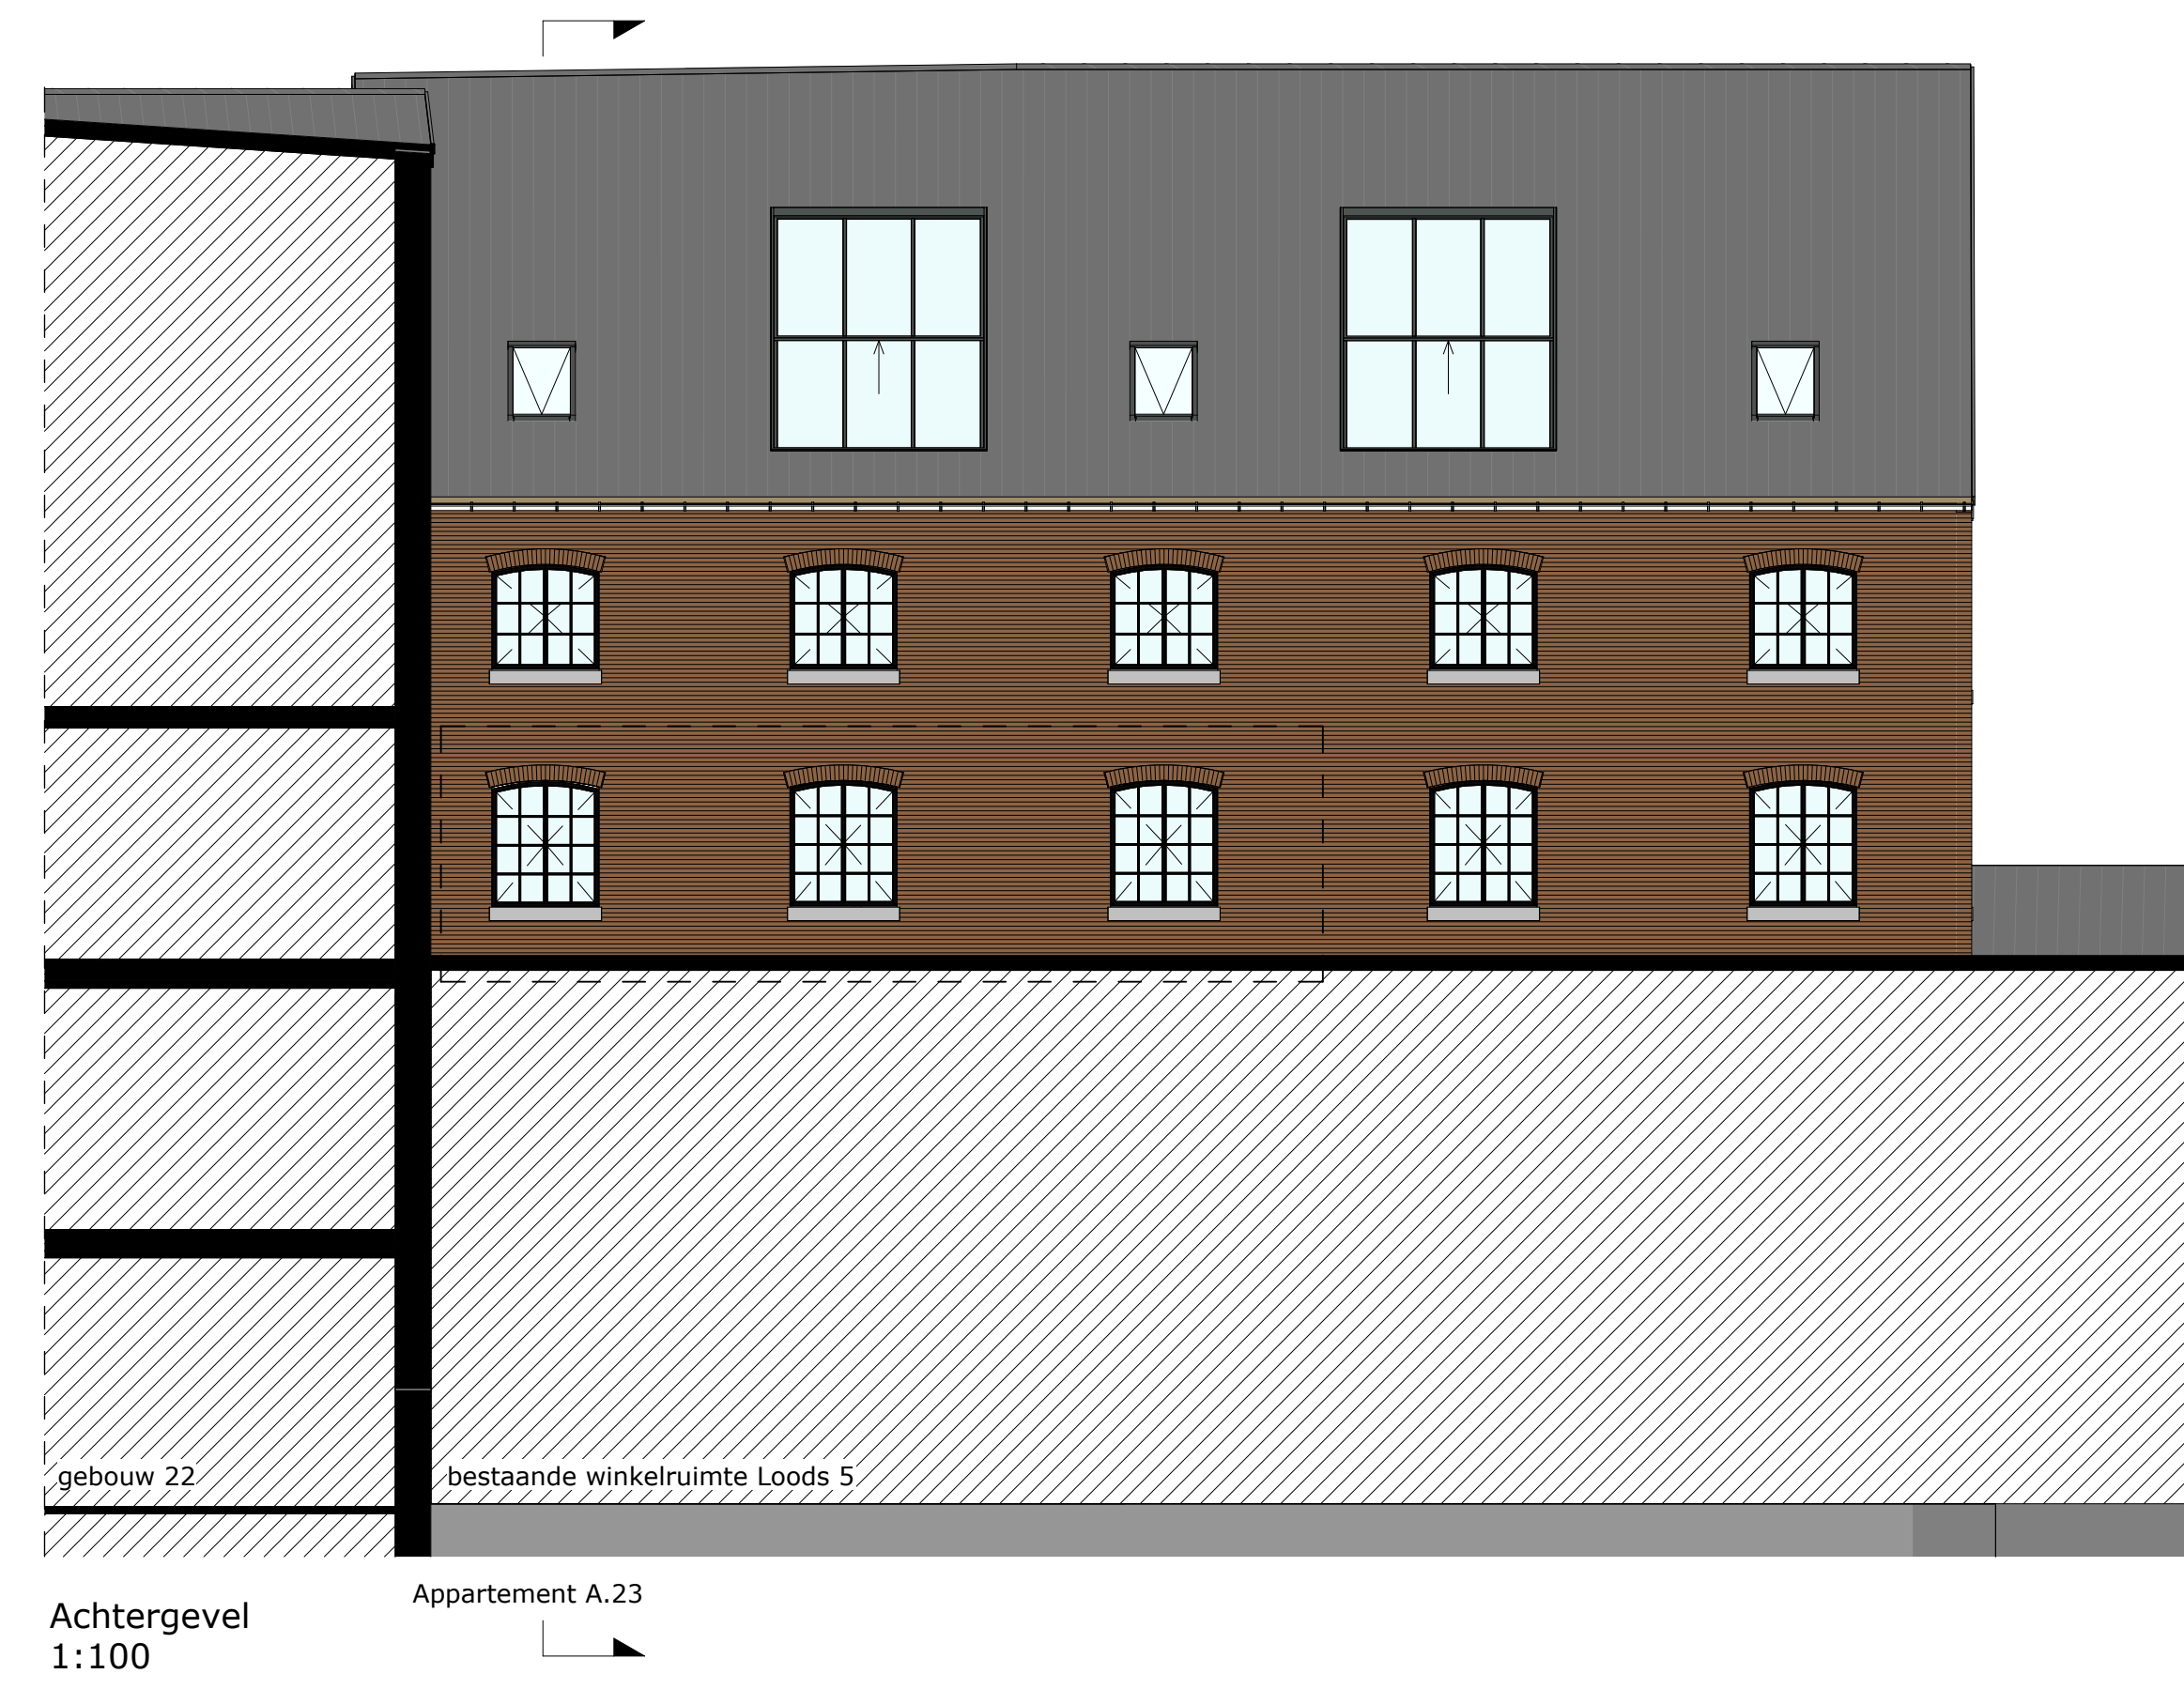 gebouw 22
bestaande winkelruimte Loods 5
Appartement A.23
Achtergevel
1:100